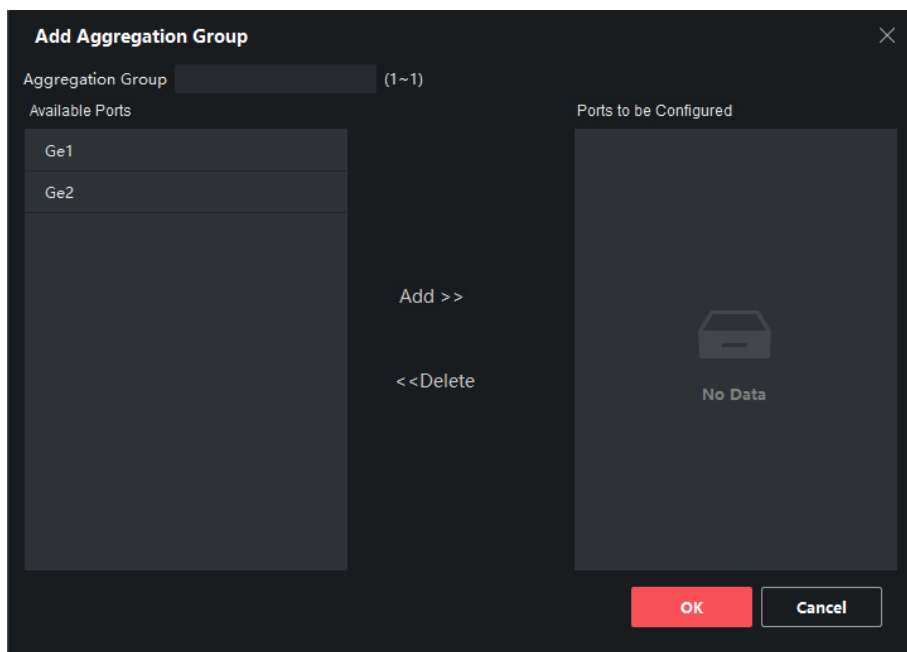 Add Aggregation Group
Aggregation Group (1~1)
Available Ports
Ports to be Configured
Ge1
Ge2
Add >>
<<Delete
No Data
OK
Cancel